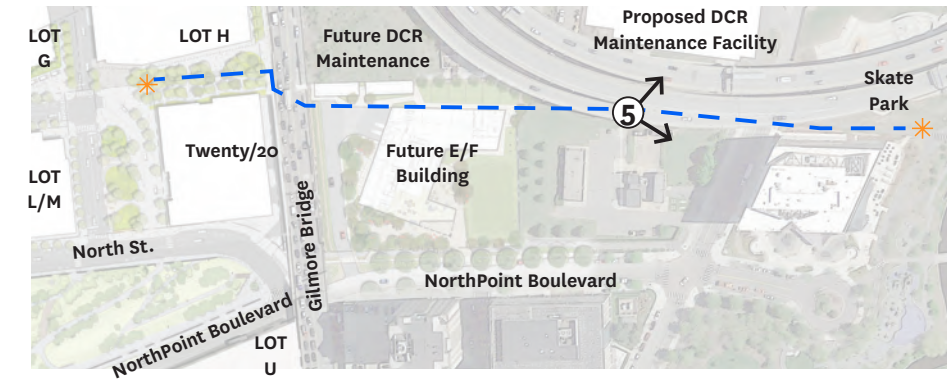 LOT
G
LOT H
Future DCR
Maintenance
Proposed DCR
Maintenance Facility
Skate
Park
5
Twenty/20
Future E/F
Building
LOT
L/M
Gilmore Bridge
North St.
NorthPoint Boulevard
NorthPoint Boulevard
LOT
U